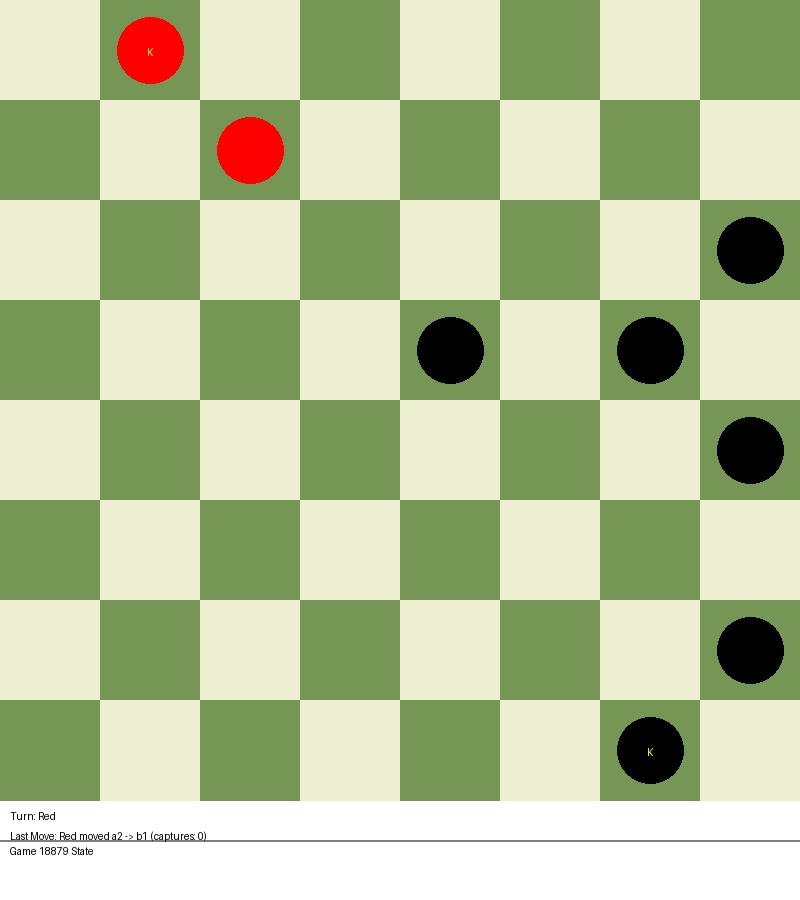 K
K
Turn: Red
Last Move: Red moved a2 -> b1 (captures: 0)
Game 18879 State